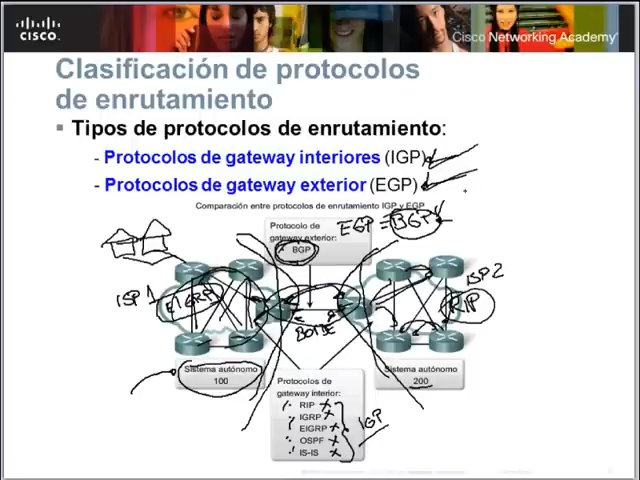 CISCO.
Cisco Networking Academy
Clasificación de protocolos
de enrutamiento
Tipos de protocolos de enrutamiento:
- Protocolos de gateway interiores (IGP)
- Protocolos de gateway exterior (EGP)
Comparación entre protocolos de enrutamiento IGP y EGP
Protocolo de
gateway exterior:
BGP
EGP = BGP
ISP 1
EIGRP
ISP 2
RIP
BORDE
Sistema autónomo
100
Sistema autónomo
200
Protocolos de
gateway interior:
RIP
IGRP
EIGRP
OSPF
IS-IS
IGP